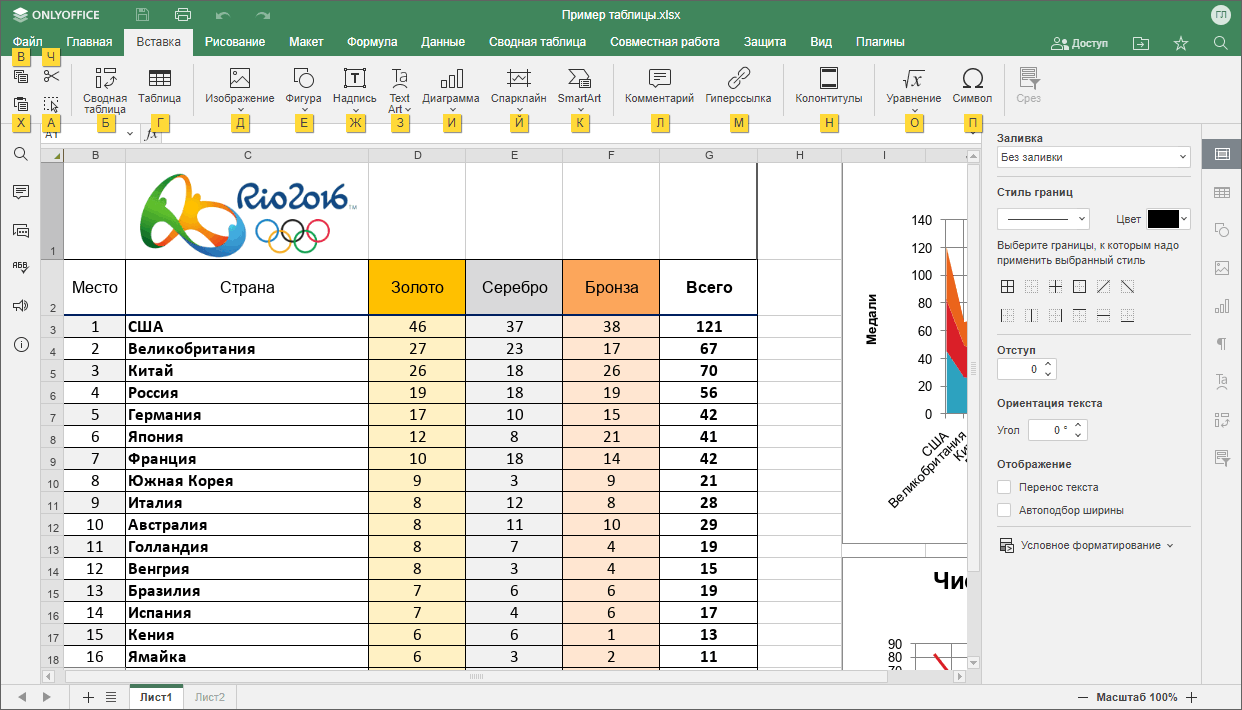 ONLYOFFICE
Пример таблицы.xlsx
ГЛ
Файл Главная Вставка Рисование Макет Формула Данные Сводная таблица Совместная работа Защита Вид Плагины Доступ
В Ч
Сводная таблица
Таблица
Изображение
Фигура
Надпись
Text Art
Диаграмма
Спарклайн
SmartArt
Комментарий
Гиперссылка
Колонтитулы
Уравнение
Символ
Срез
Х А Б Г Д Е Ж З И Й К Л М Н О П
A1 fx
B C D E F G H I
1
Rio2016™
2 Место Страна Золото Серебро Бронза Всего
3 1 США 46 37 38 121
4 2 Великобритания 27 23 17 67
5 3 Китай 26 18 26 70
6 4 Россия 19 18 19 56
7 5 Германия 17 10 15 42
8 6 Япония 12 8 21 41
9 7 Франция 10 18 14 42
10 8 Южная Корея 9 3 9 21
11 9 Италия 8 12 8 28
12 10 Австралия 8 11 10 29
13 11 Голландия 8 7 4 19
14 12 Венгрия 8 3 4 15
15 13 Бразилия 7 6 6 19
16 14 Испания 7 4 6 17
17 15 Кения 6 6 1 13
18 16 Ямайка 6 3 2 11
140
120
100
80
60
40
20
0
Медали
США
Великобритания
90
80
70
Заливка
Без заливки
Стиль границ
Цвет
Выберите границы, к которым надо
применить выбранный стиль
Отступ
0
Ориентация текста
Угол 0 °
Отображение
Перенос текста
Автоподбор ширины
Условное форматирование
АБВ
Лист1 Лист2
Масштаб 100%